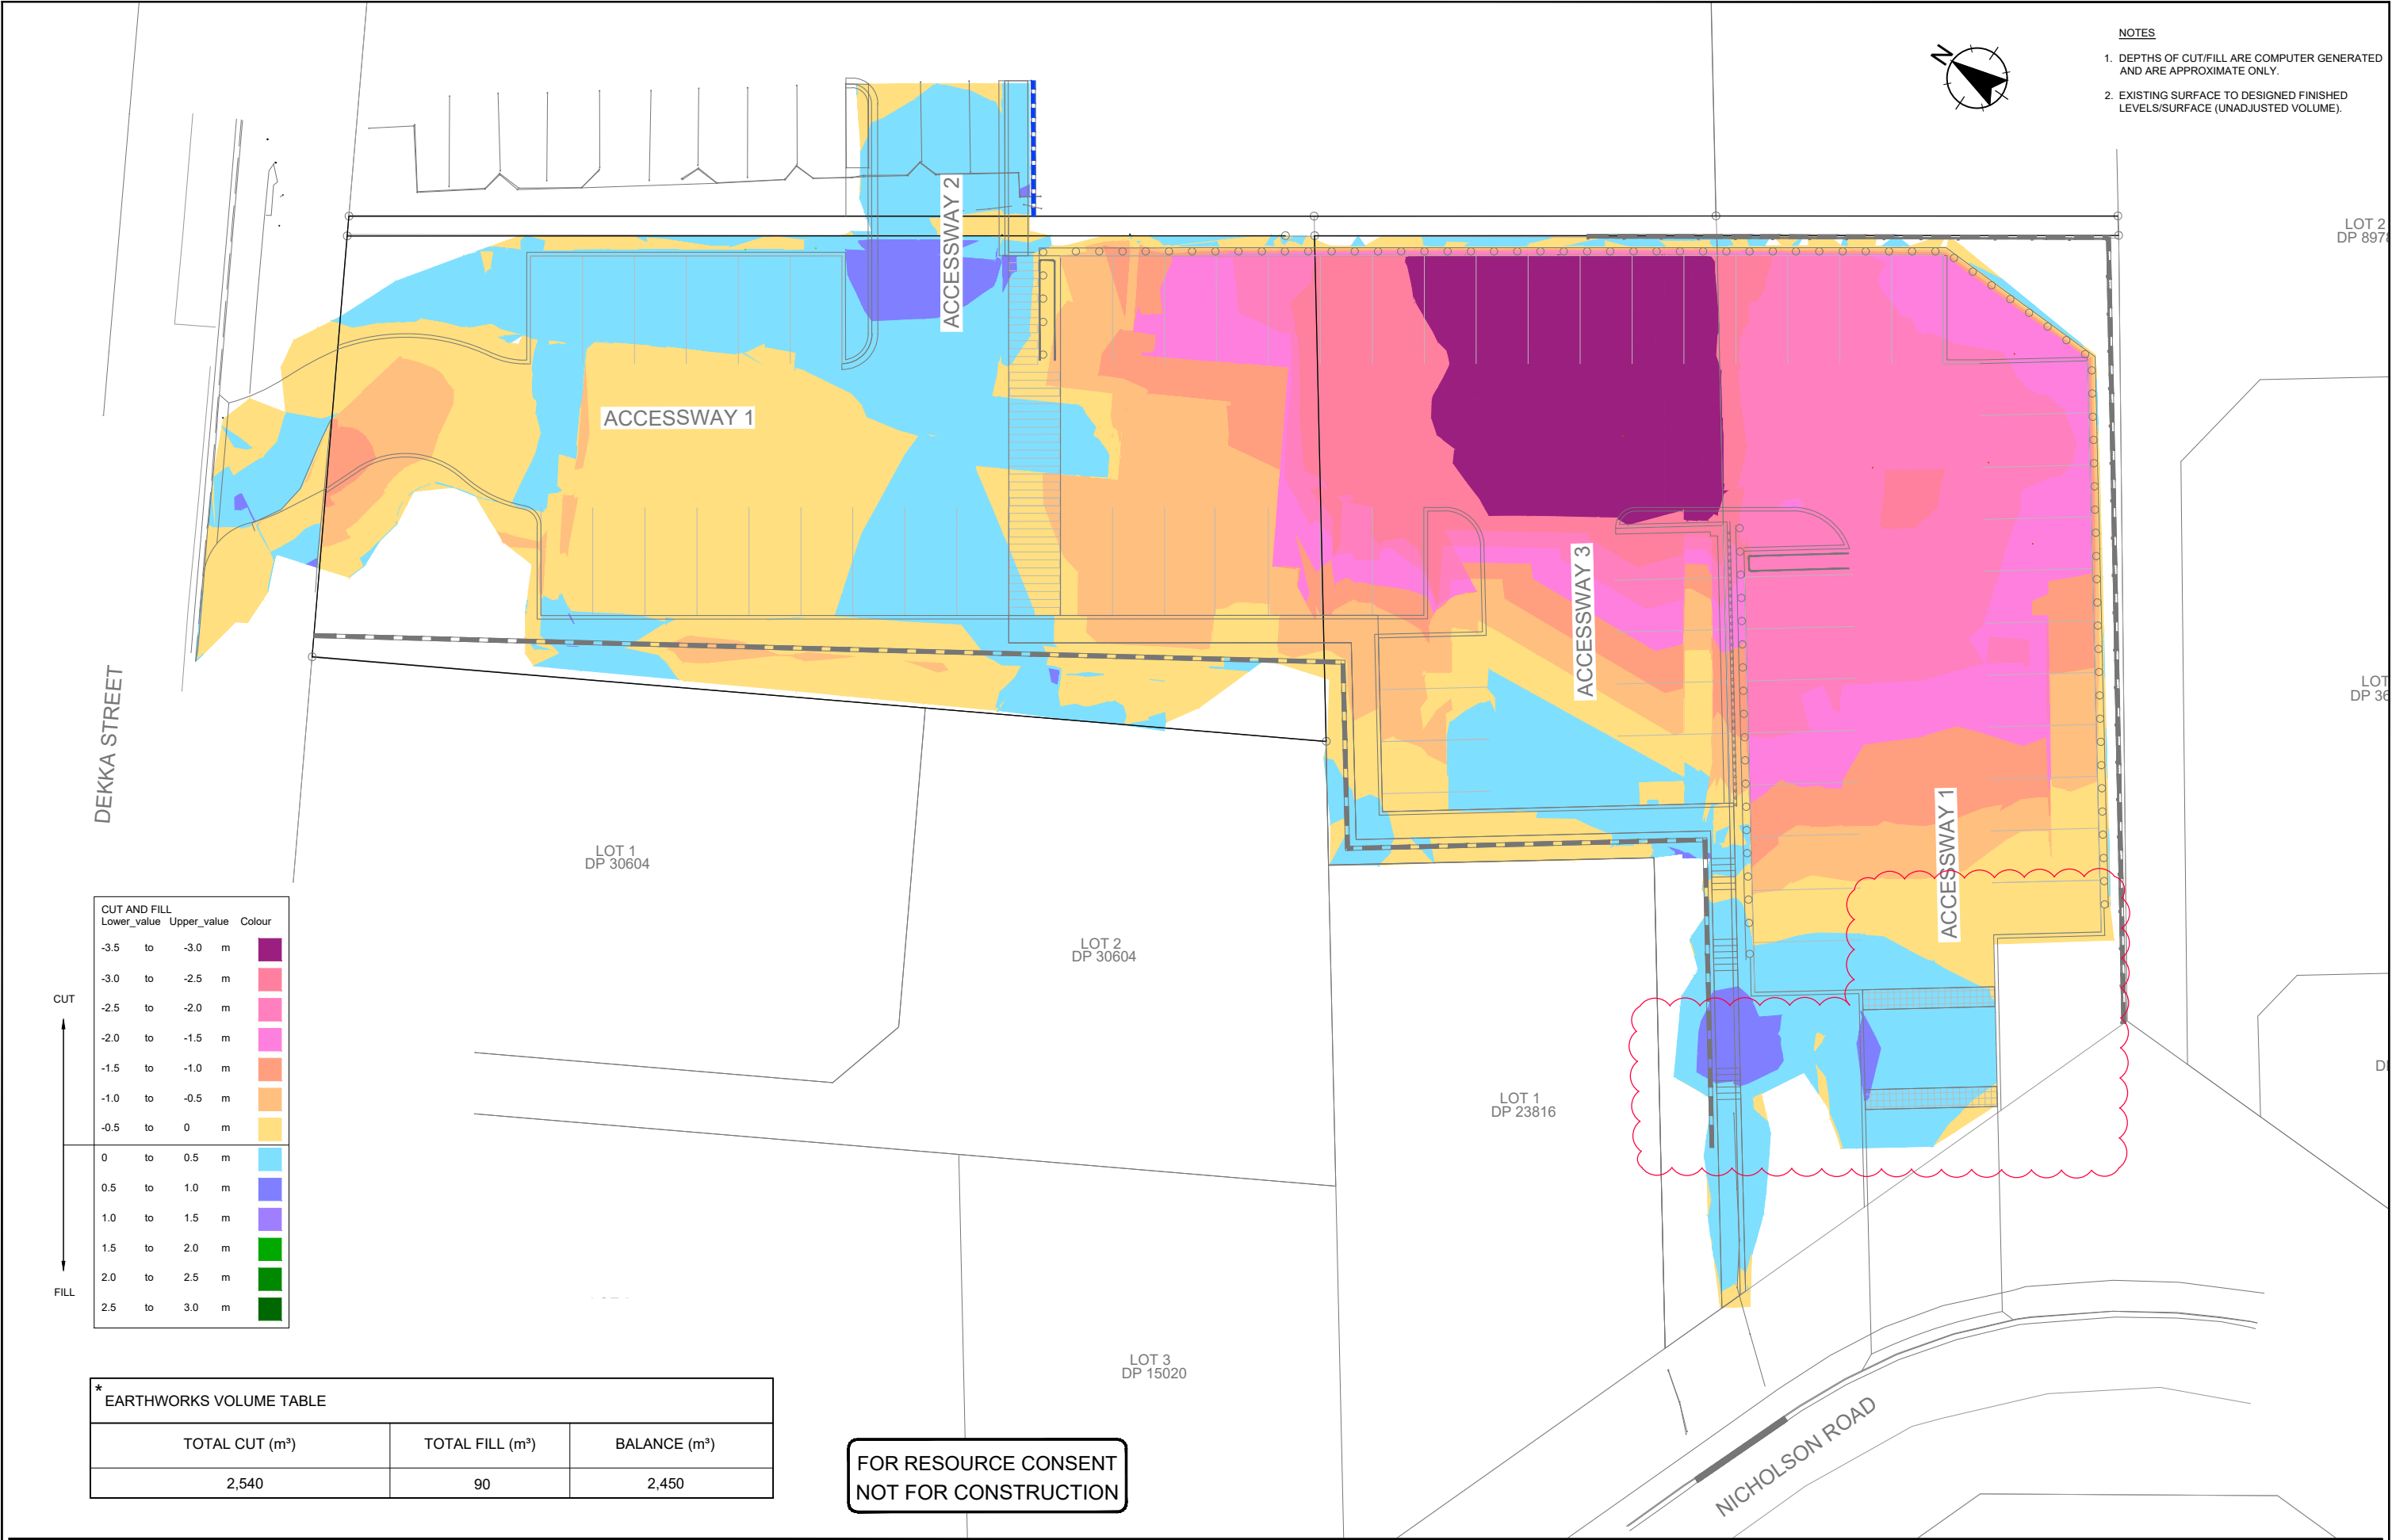 N
NOTES
1. DEPTHS OF CUT/FILL ARE COMPUTER GENERATED
AND ARE APPROXIMATE ONLY.
2. EXISTING SURFACE TO DESIGNED FINISHED
LEVELS/SURFACE (UNADJUSTED VOLUME).
ACCESSWAY 2
LOT 2
DP 8978
ACCESSWAY 1
ACCESSWAY 3
LOT
DP 36
DEKKA STREET
ACCESSWAY 1
LOT 1
DP 30604
LOT 2
DP 30604
D
LOT 1
DP 23816
CUT AND FILL
Lower_value Upper_value Colour
-3.5 to -3.0 m
-3.0 to -2.5 m
-2.5 to -2.0 m
-2.0 to -1.5 m
-1.5 to -1.0 m
-1.0 to -0.5 m
-0.5 to 0 m
0 to 0.5 m
0.5 to 1.0 m
1.0 to 1.5 m
1.5 to 2.0 m
2.0 to 2.5 m
2.5 to 3.0 m
CUT
FILL
LOT 3
DP 15020
NICHOLSON ROAD
* EARTHWORKS VOLUME TABLE
TOTAL CUT (m³) TOTAL FILL (m³) BALANCE (m³)
2,540 90 2,450
FOR RESOURCE CONSENT
NOT FOR CONSTRUCTION